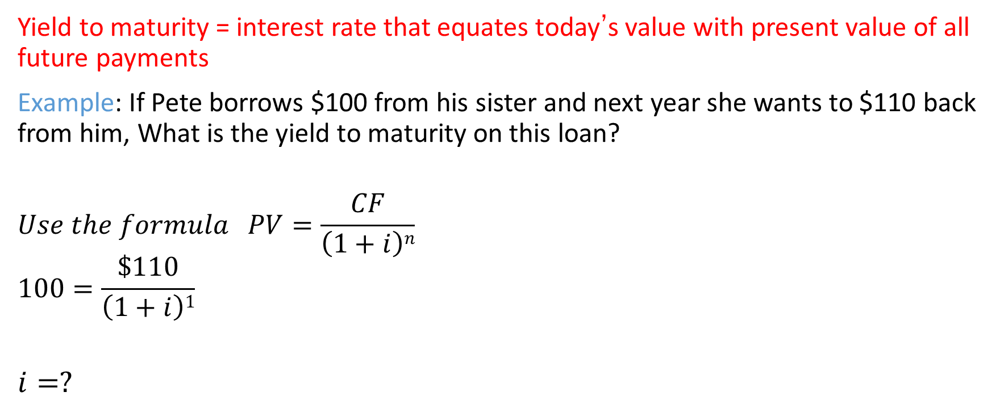 Yield to maturity = interest rate that equates today’s value with present value of all
future payments
Example: If Pete borrows $100 from his sister and next year she wants to $110 back
from him, What is the yield to maturity on this loan?
Use the formula PV = CF / (1 + i)ⁿ
100 = $110 / (1 + i)¹
i =?